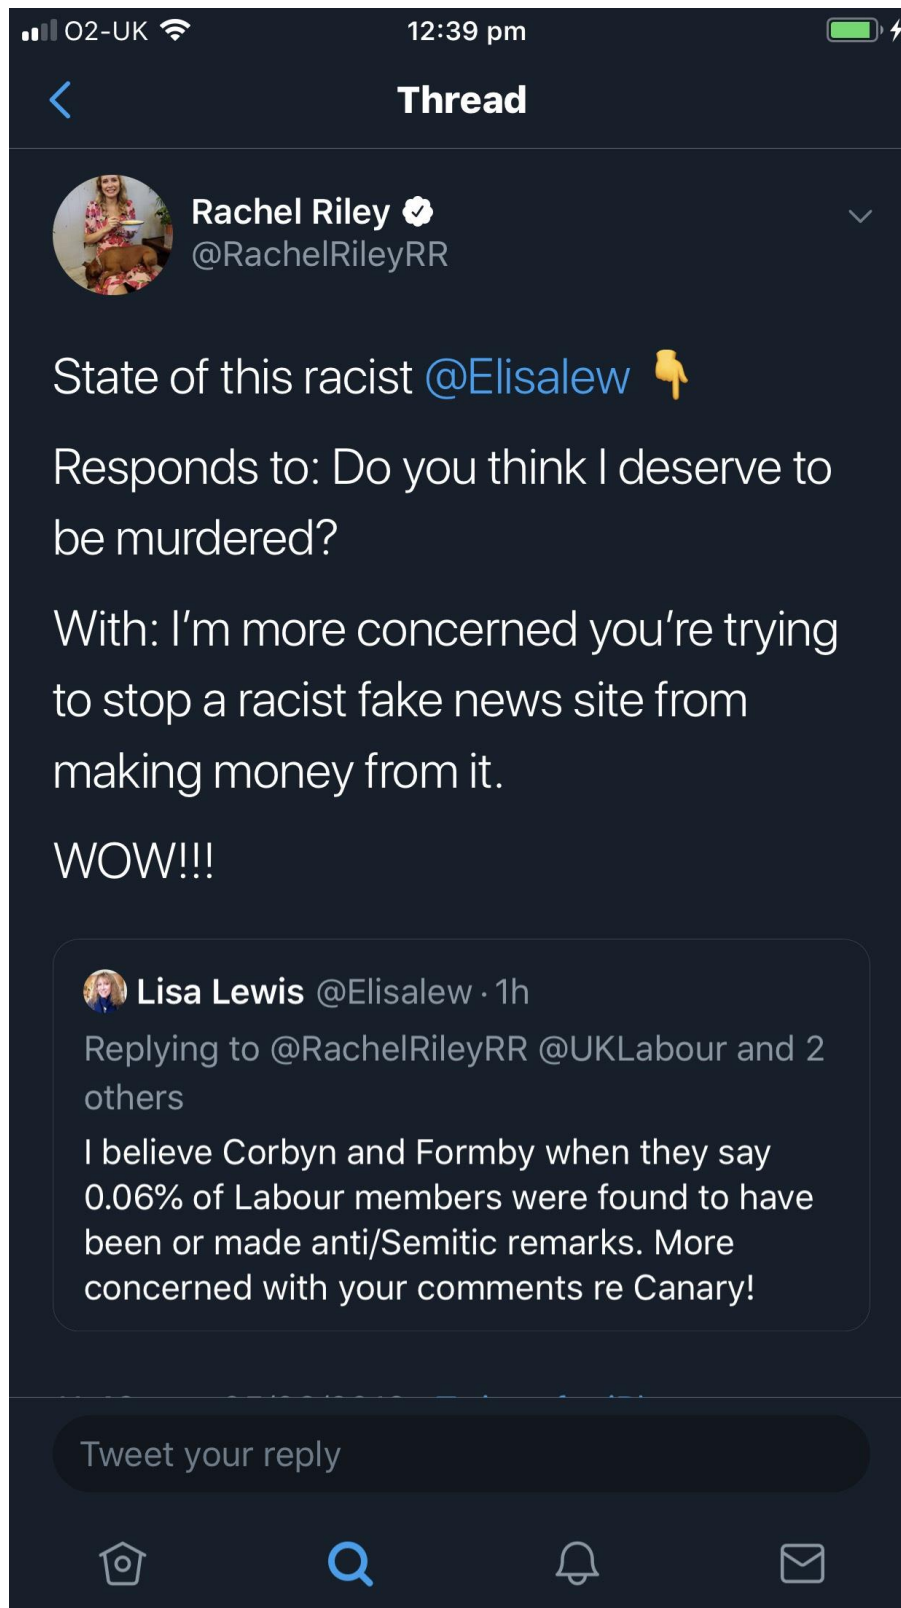 O2-UK 12:39 pm
Thread
Rachel Riley
@RachelRileyRR
State of this racist @Elisalew 👇
Responds to: Do you think I deserve to
be murdered?
With: I'm more concerned you're trying
to stop a racist fake news site from
making money from it.
WOW!!!
Lisa Lewis @Elisalew · 1h
Replying to @RachelRileyRR @UKLabour and 2
others
I believe Corbyn and Formby when they say
0.06% of Labour members were found to have
been or made anti/Semitic remarks. More
concerned with your comments re Canary!
Tweet your reply